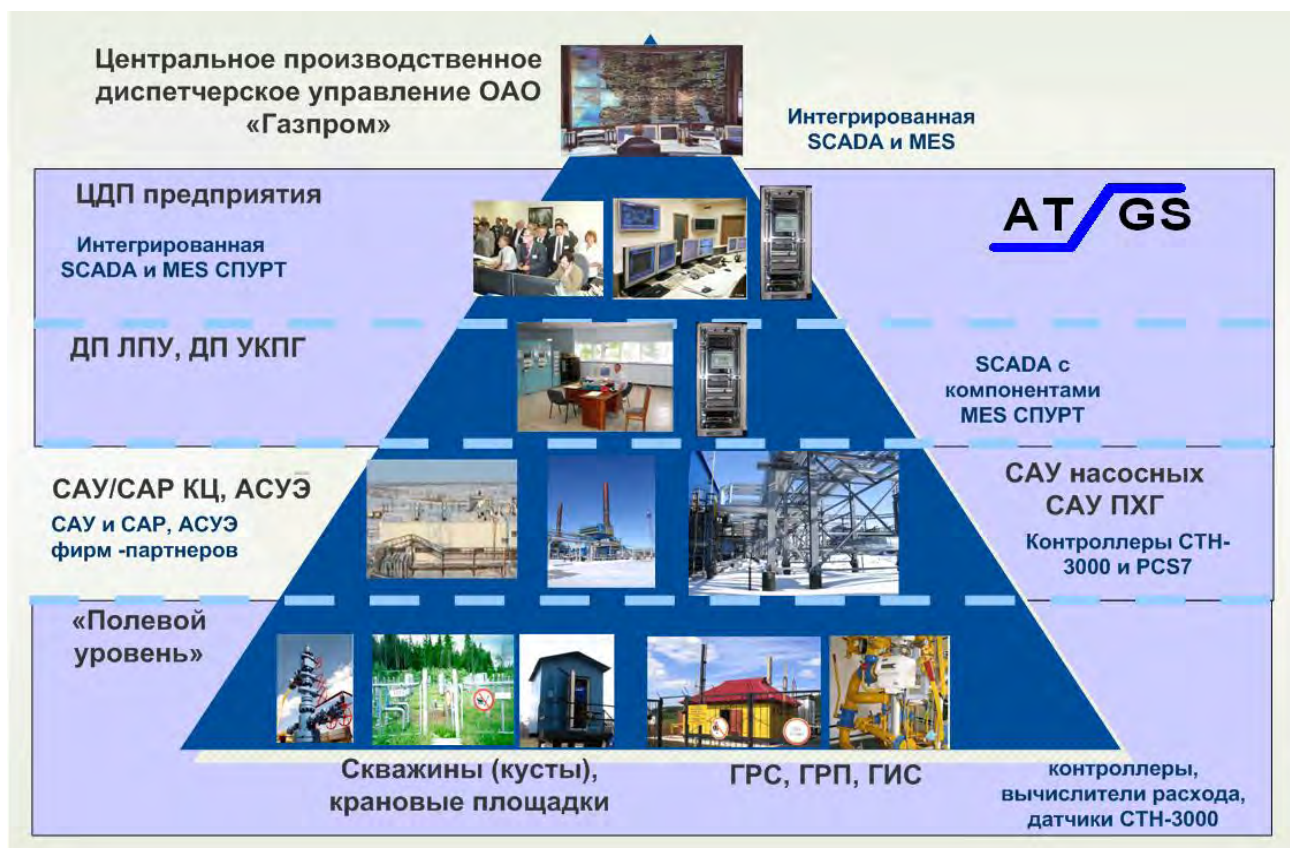 Центральное производственное
диспетчерское управление ОАО
«Газпром»
Интегрированная
SCADA и MES
ЦДП предприятия
Интегрированная
SCADA и MES СПУРТ
AT GS
ДП ЛПУ, ДП УКПГ
SCADA с
компонентами
MES СПУРТ
САУ/САР КЦ, АСУЭ
САУ и САР, АСУЭ
фирм -партнеров
САУ насосных
САУ ПХГ
Контроллеры СТН-
3000 и PCS7
«Полевой
уровень»
Скважины (кусты),
крановые площадки
ГРС, ГРП, ГИС
контроллеры,
вычислители расхода,
датчики СТН-3000